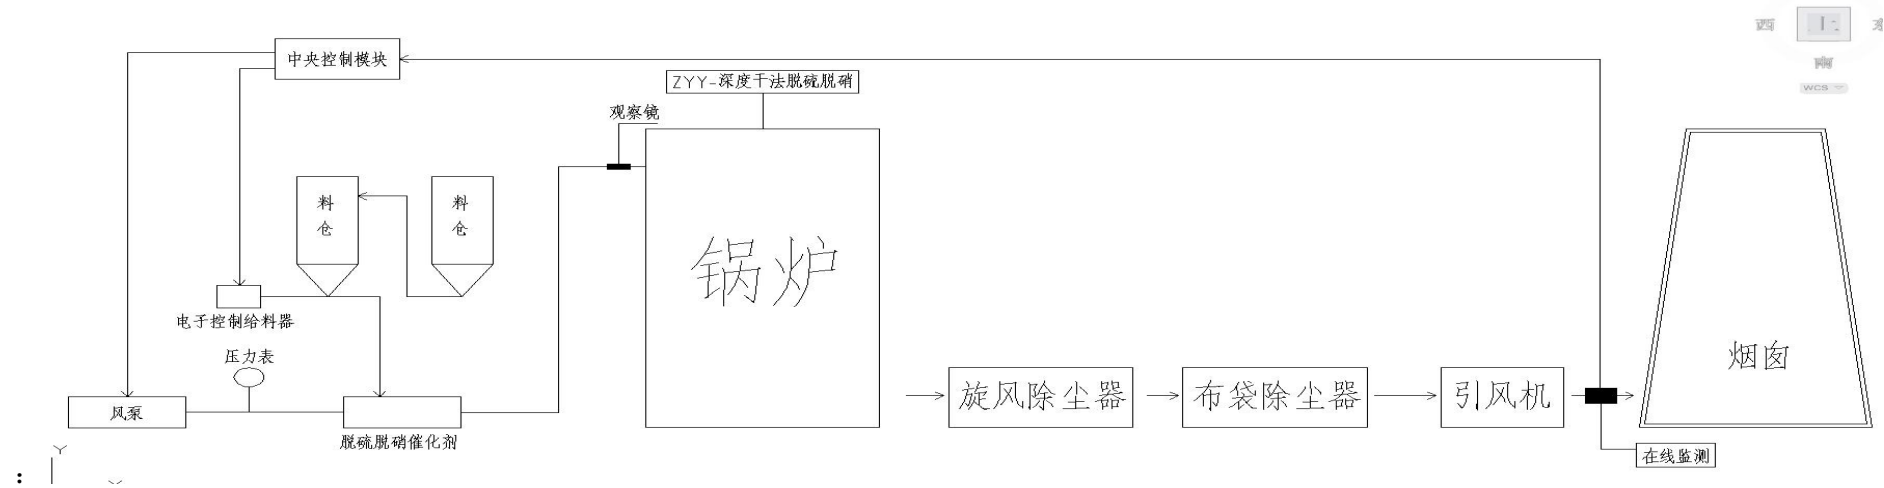 西
上
东
南
WCS
中央控制模块
ZYY-深度干法脱硫脱硝
观察镜
料仓
料仓
锅炉
电子控制给料器
压力表
烟囱
风泵
旋风除尘器
布袋除尘器
引风机
脱硫脱硝催化剂
在线监测
Y